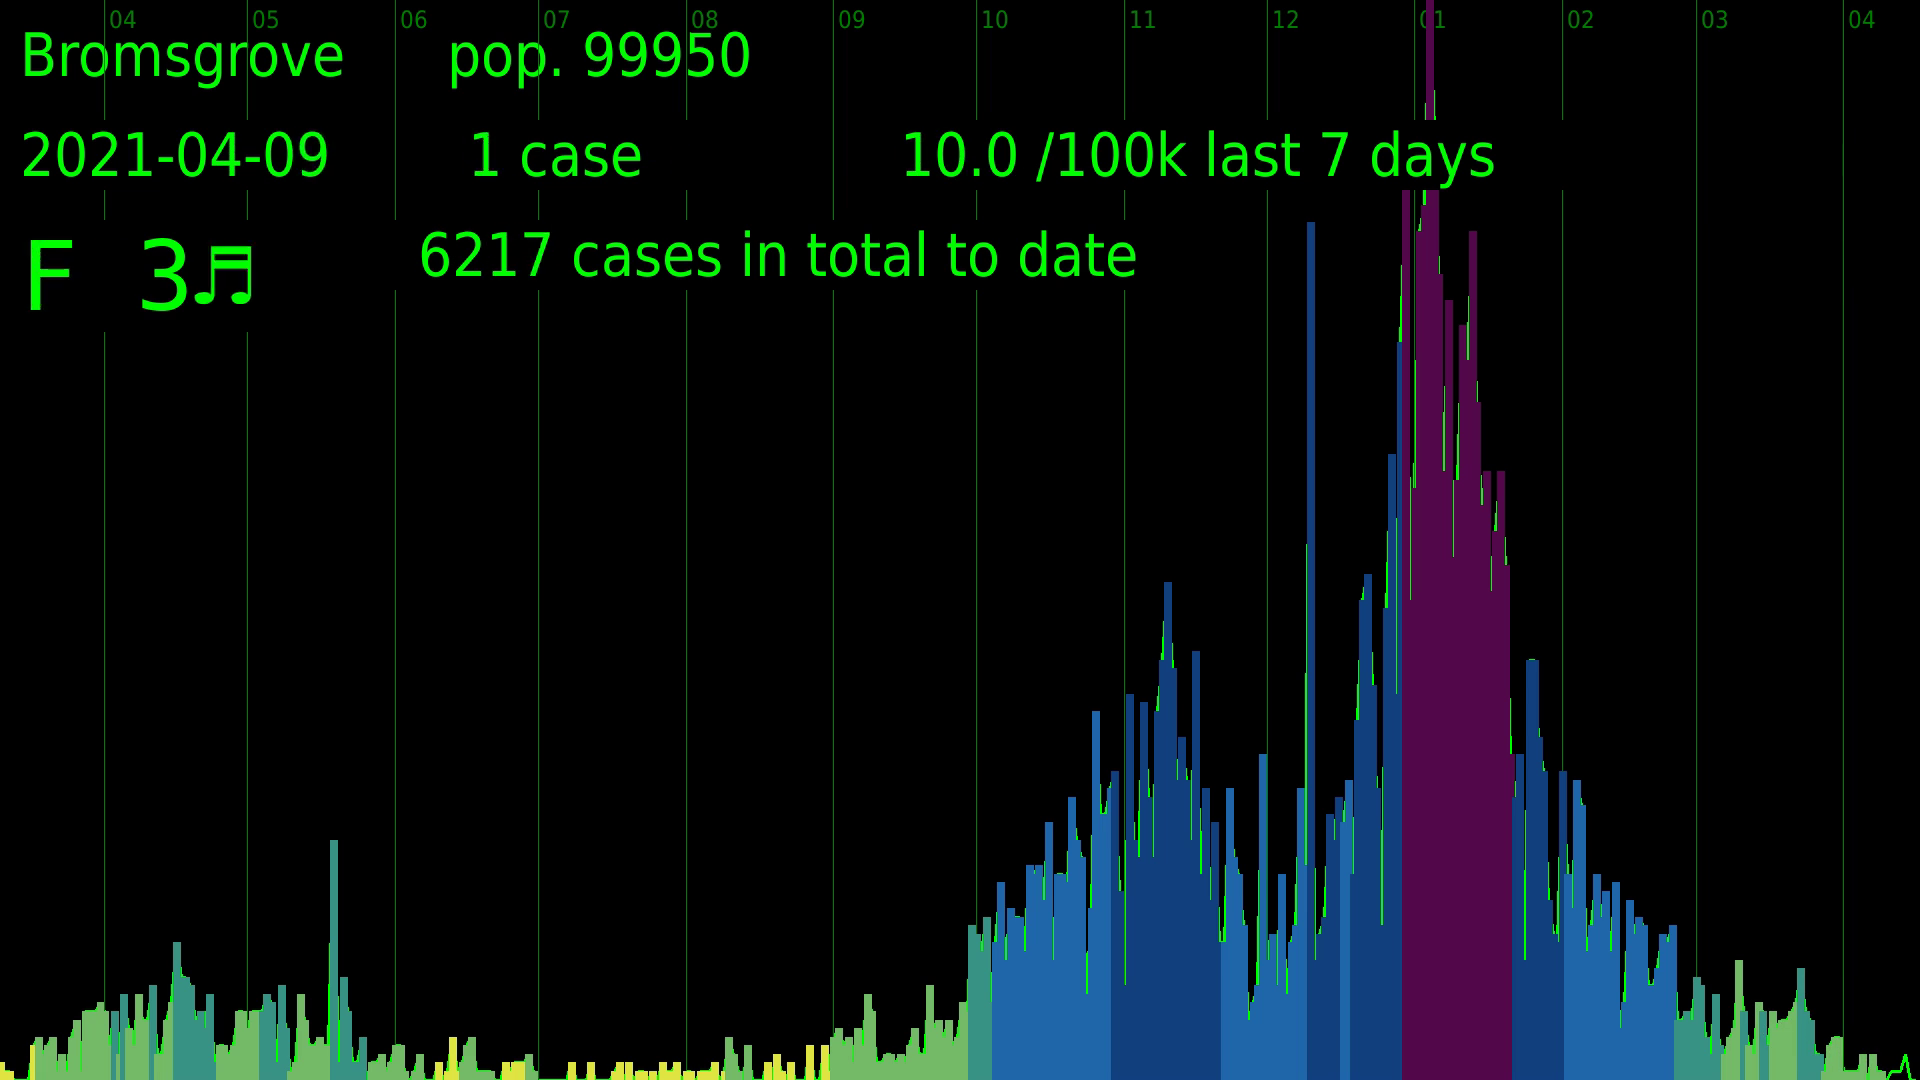 04 05 06 07 08 09 10 11 12 01 02 03 04
Bromsgrove pop. 99950
2021-04-09 1 case 10.0 /100k last 7 days
F 3♬ 6217 cases in total to date